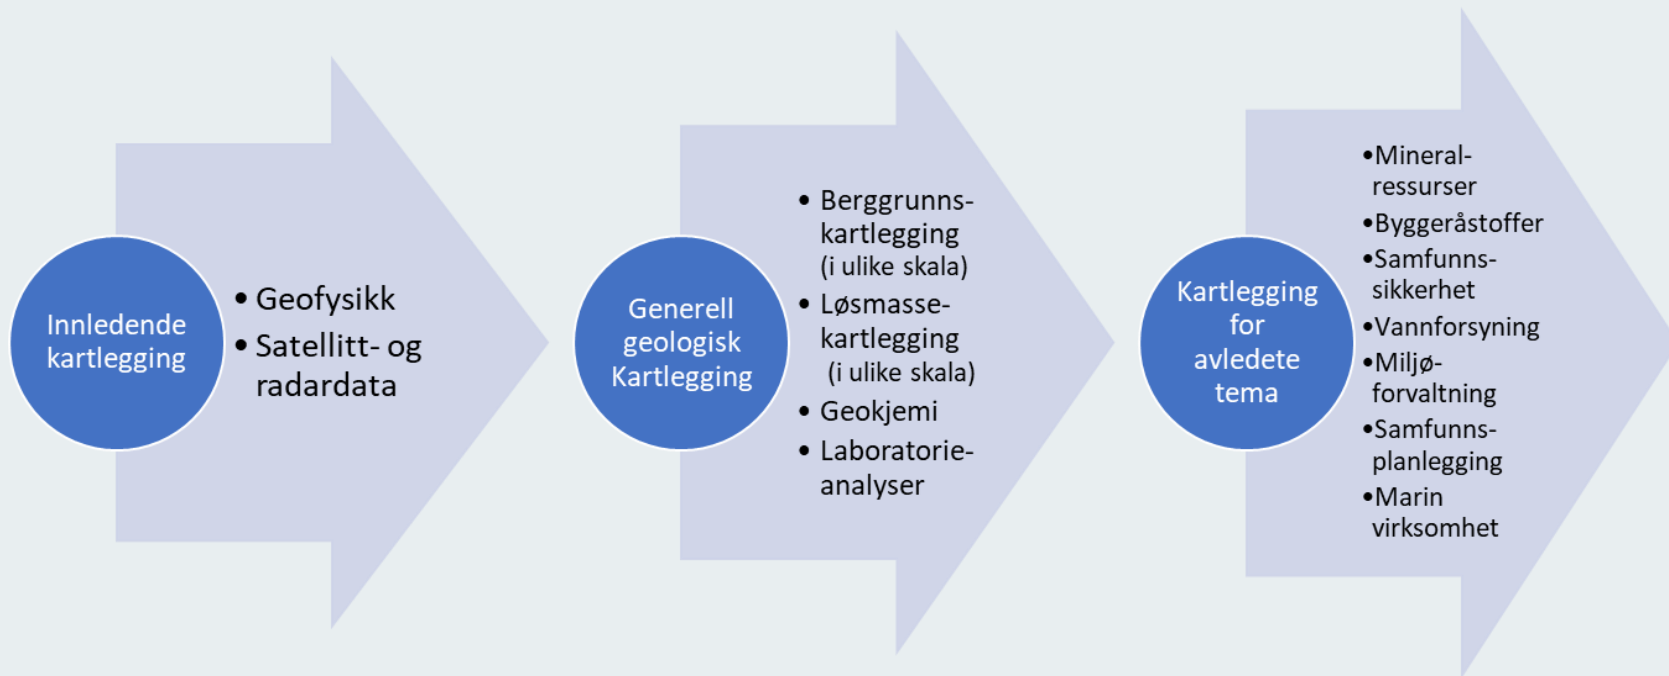 Innledende
kartlegging
• Geofysikk
• Satellitt- og
radardata
Generell
geologisk
Kartlegging
• Berggrunns-
kartlegging
(i ulike skala)
• Løsmasse-
kartlegging
(i ulike skala)
• Geokjemi
• Laboratorie-
analyser
Kartlegging
for
avledete
tema
•Mineral-
ressurser
•Byggeråstoffer
•Samfunns-
sikkerhet
•Vannforsyning
•Miljø-
forvaltning
•Samfunns-
planlegging
•Marin
virksomhet